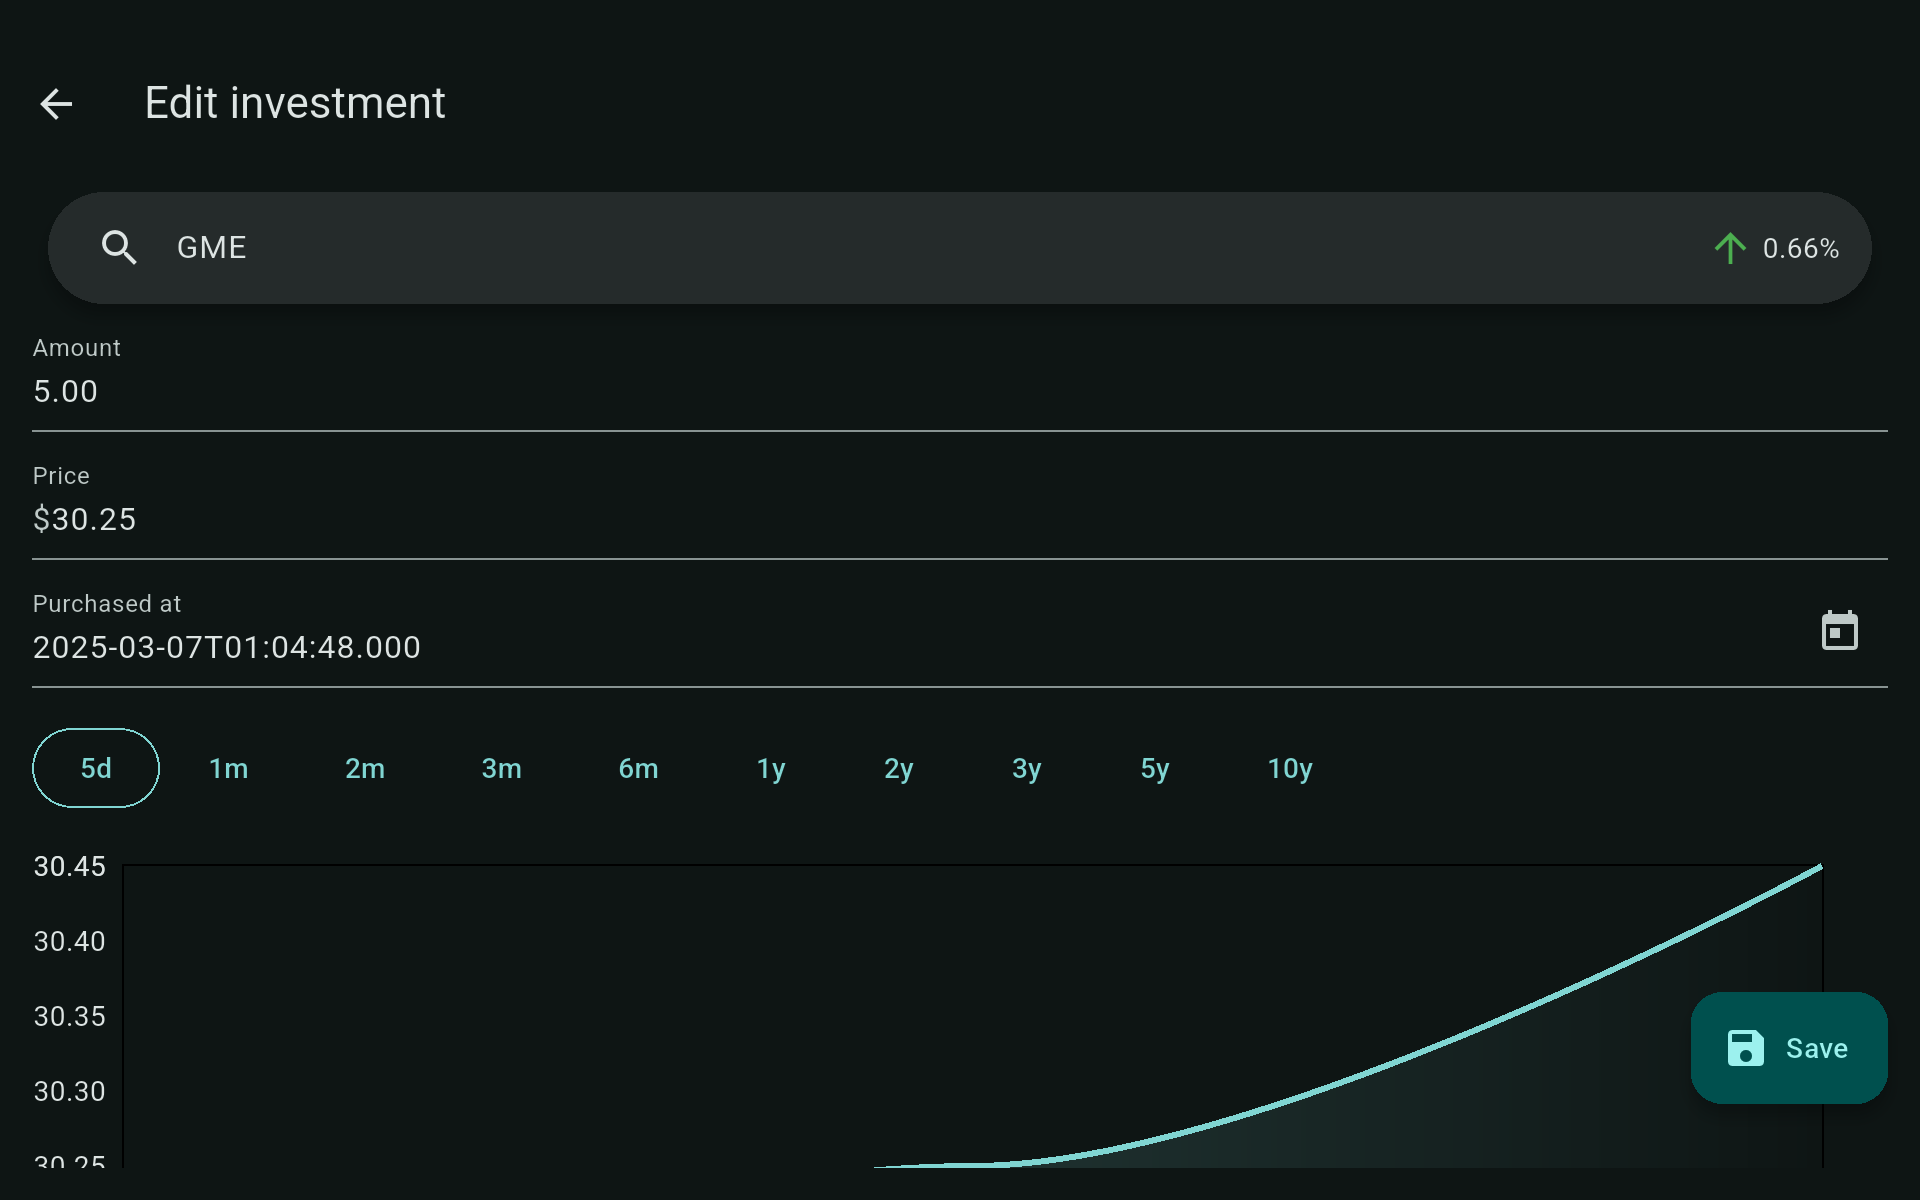 Edit investment
GME
0.66%
Amount
5.00
Price
$30.25
Purchased at
2025-03-07T01:04:48.000
5d 1m 2m 3m 6m 1y 2y 3y 5y 10y
30.45
30.40
30.35
30.30
30.25
Save